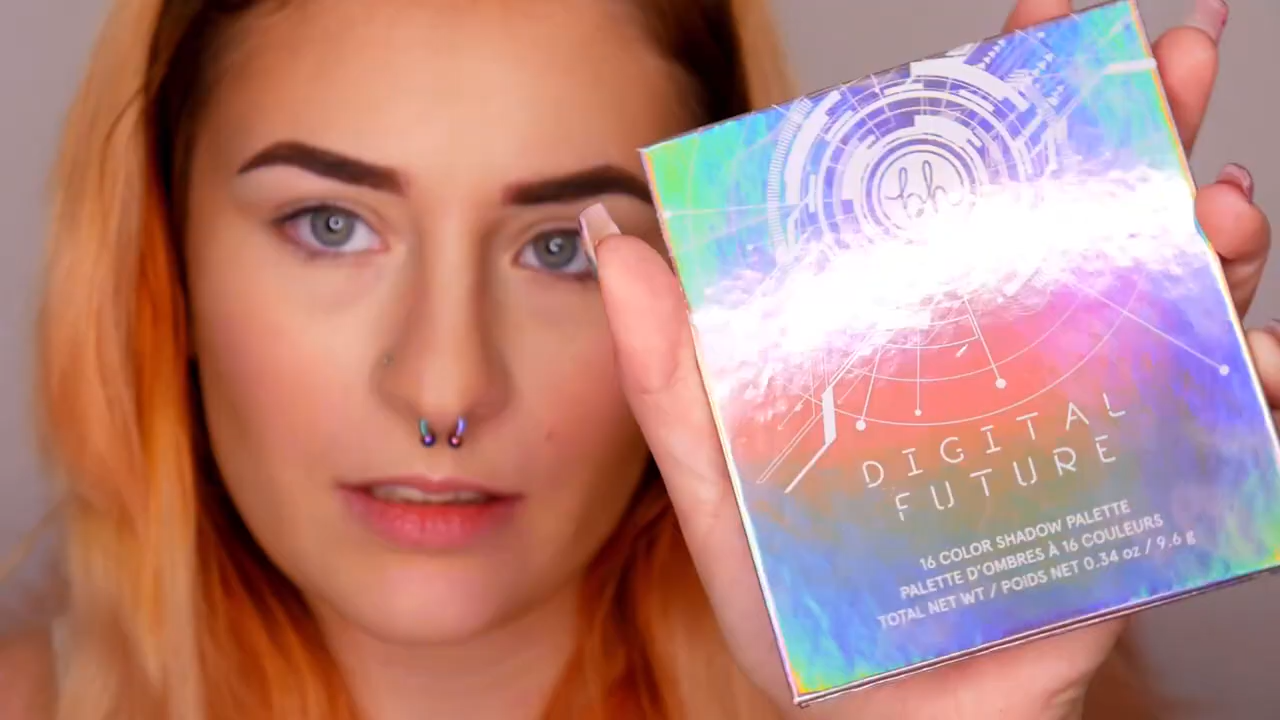 bh
DIGITAL
FUTURE
16 COLOR SHADOW PALETTE
PALETTE D'OMBRES À 16 COULEURS
TOTAL NET WT / POIDS NET 0.34 oz / 9.6 g